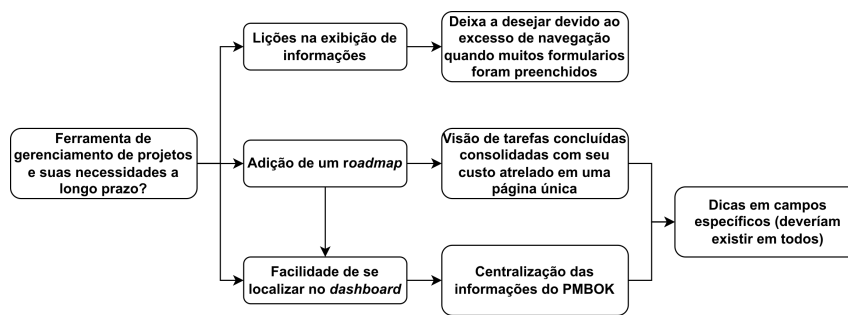 Lições na exibição de
informações
Deixa a desejar devido ao
excesso de navegação
quando muitos formularios
foram preenchidos
Ferramenta de
gerenciamento de projetos
e suas necessidades a
longo prazo?
Adição de um roadmap
Visão de tarefas concluídas
consolidadas com seu
custo atrelado em uma
página única
Facilidade de se
localizar no dashboard
Centralização das
informações do PMBOK
Dicas em campos
específicos (deveríam
existir em todos)